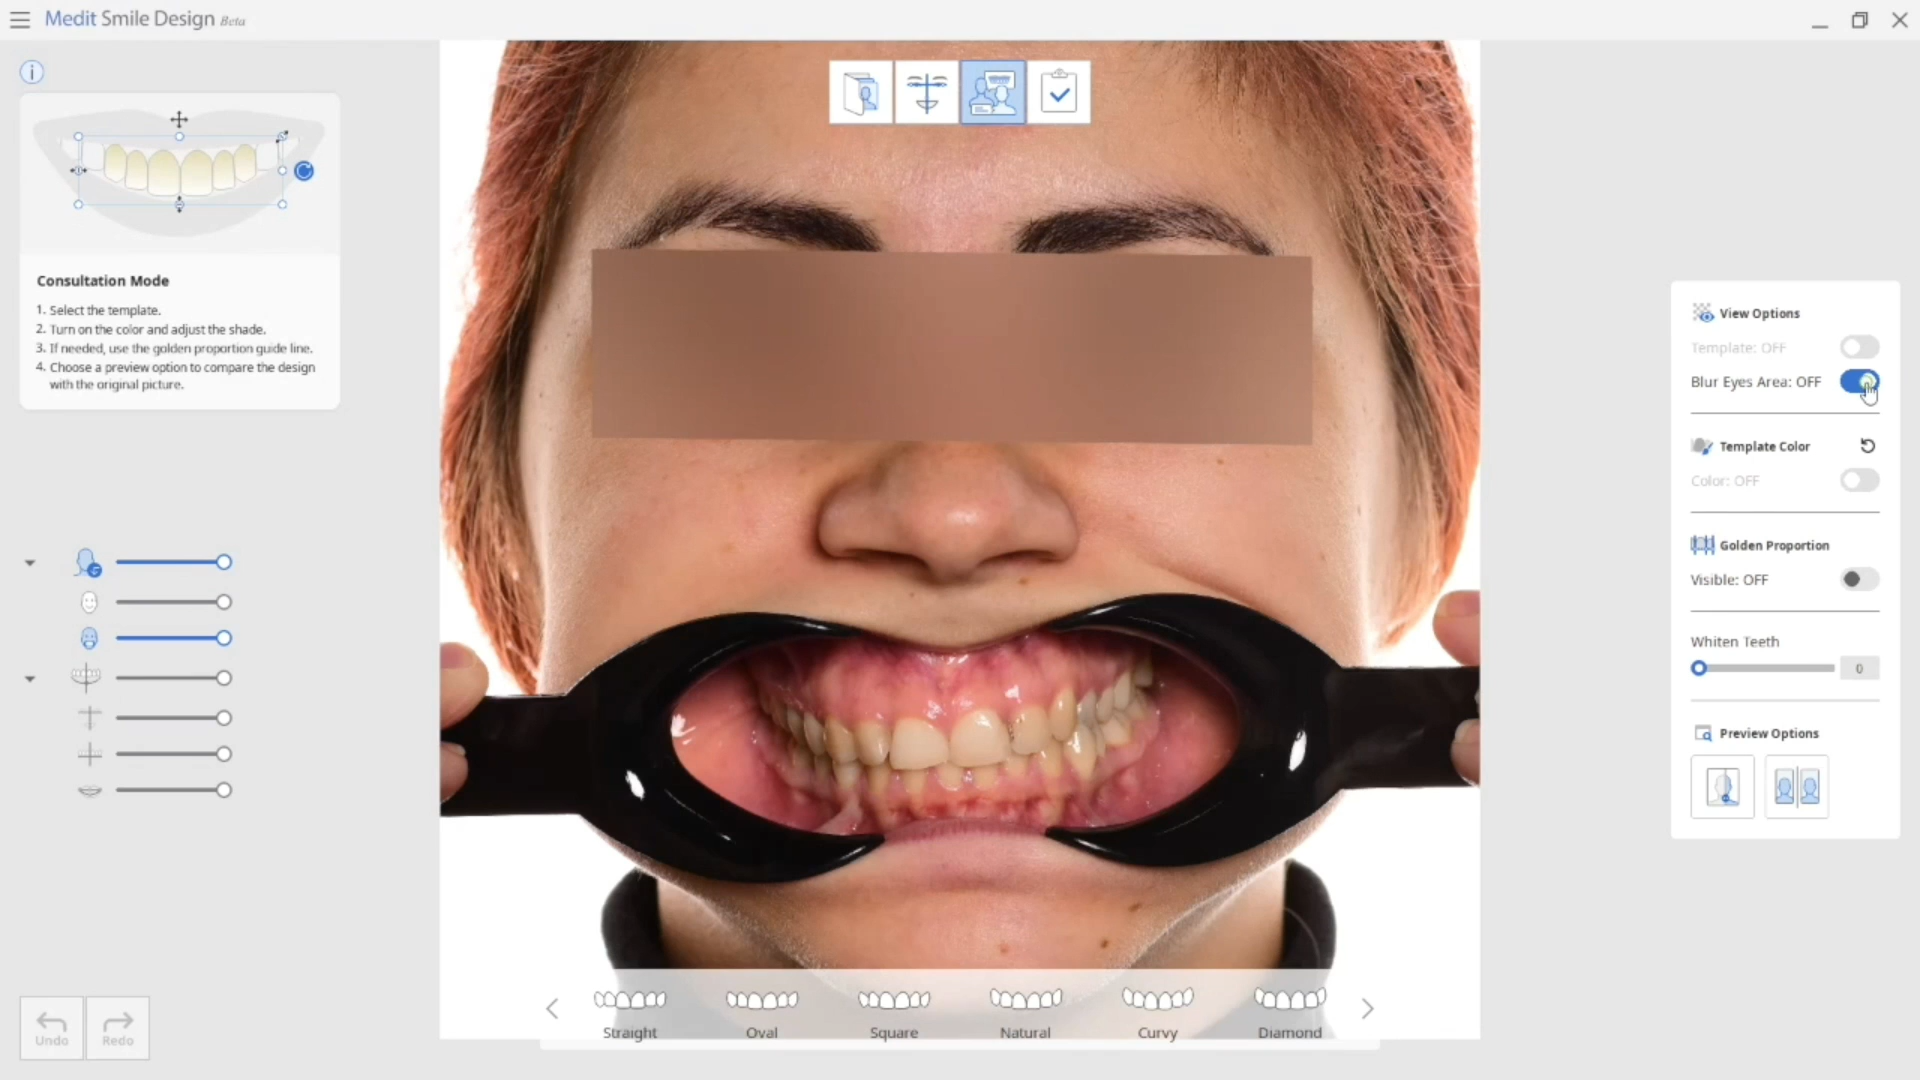 Medit Smile Design Beta
i
Consultation Mode
1. Select the template.
2. Turn on the color and adjust the shade.
3. If needed, use the golden proportion guide line.
4. Choose a preview option to compare the design
with the original picture.
View Options
Template: OFF
Blur Eyes Area: OFF
Template Color
Color: OFF
Golden Proportion
Visible: OFF
Whiten Teeth
0
Preview Options
Straight
Oval
Square
Natural
Curvy
Diamond
Undo
Redo